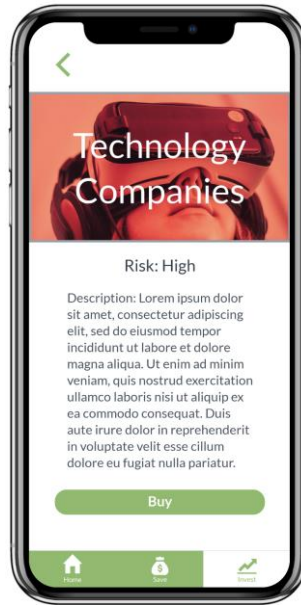 Technology
Companies
Risk: High
Description: Lorem ipsum dolor
sit amet, consectetur adipiscing
elit, sed do eiusmod tempor
incididunt ut labore et dolore
magna aliqua. Ut enim ad minim
veniam, quis nostrud exercitation
ullamco laboris nisi ut aliquip ex
ea commodo consequat. Duis
aute irure dolor in reprehenderit
in voluptate velit esse cillum
dolore eu fugiat nulla pariatur.
Buy
$
Home
Save
Invest